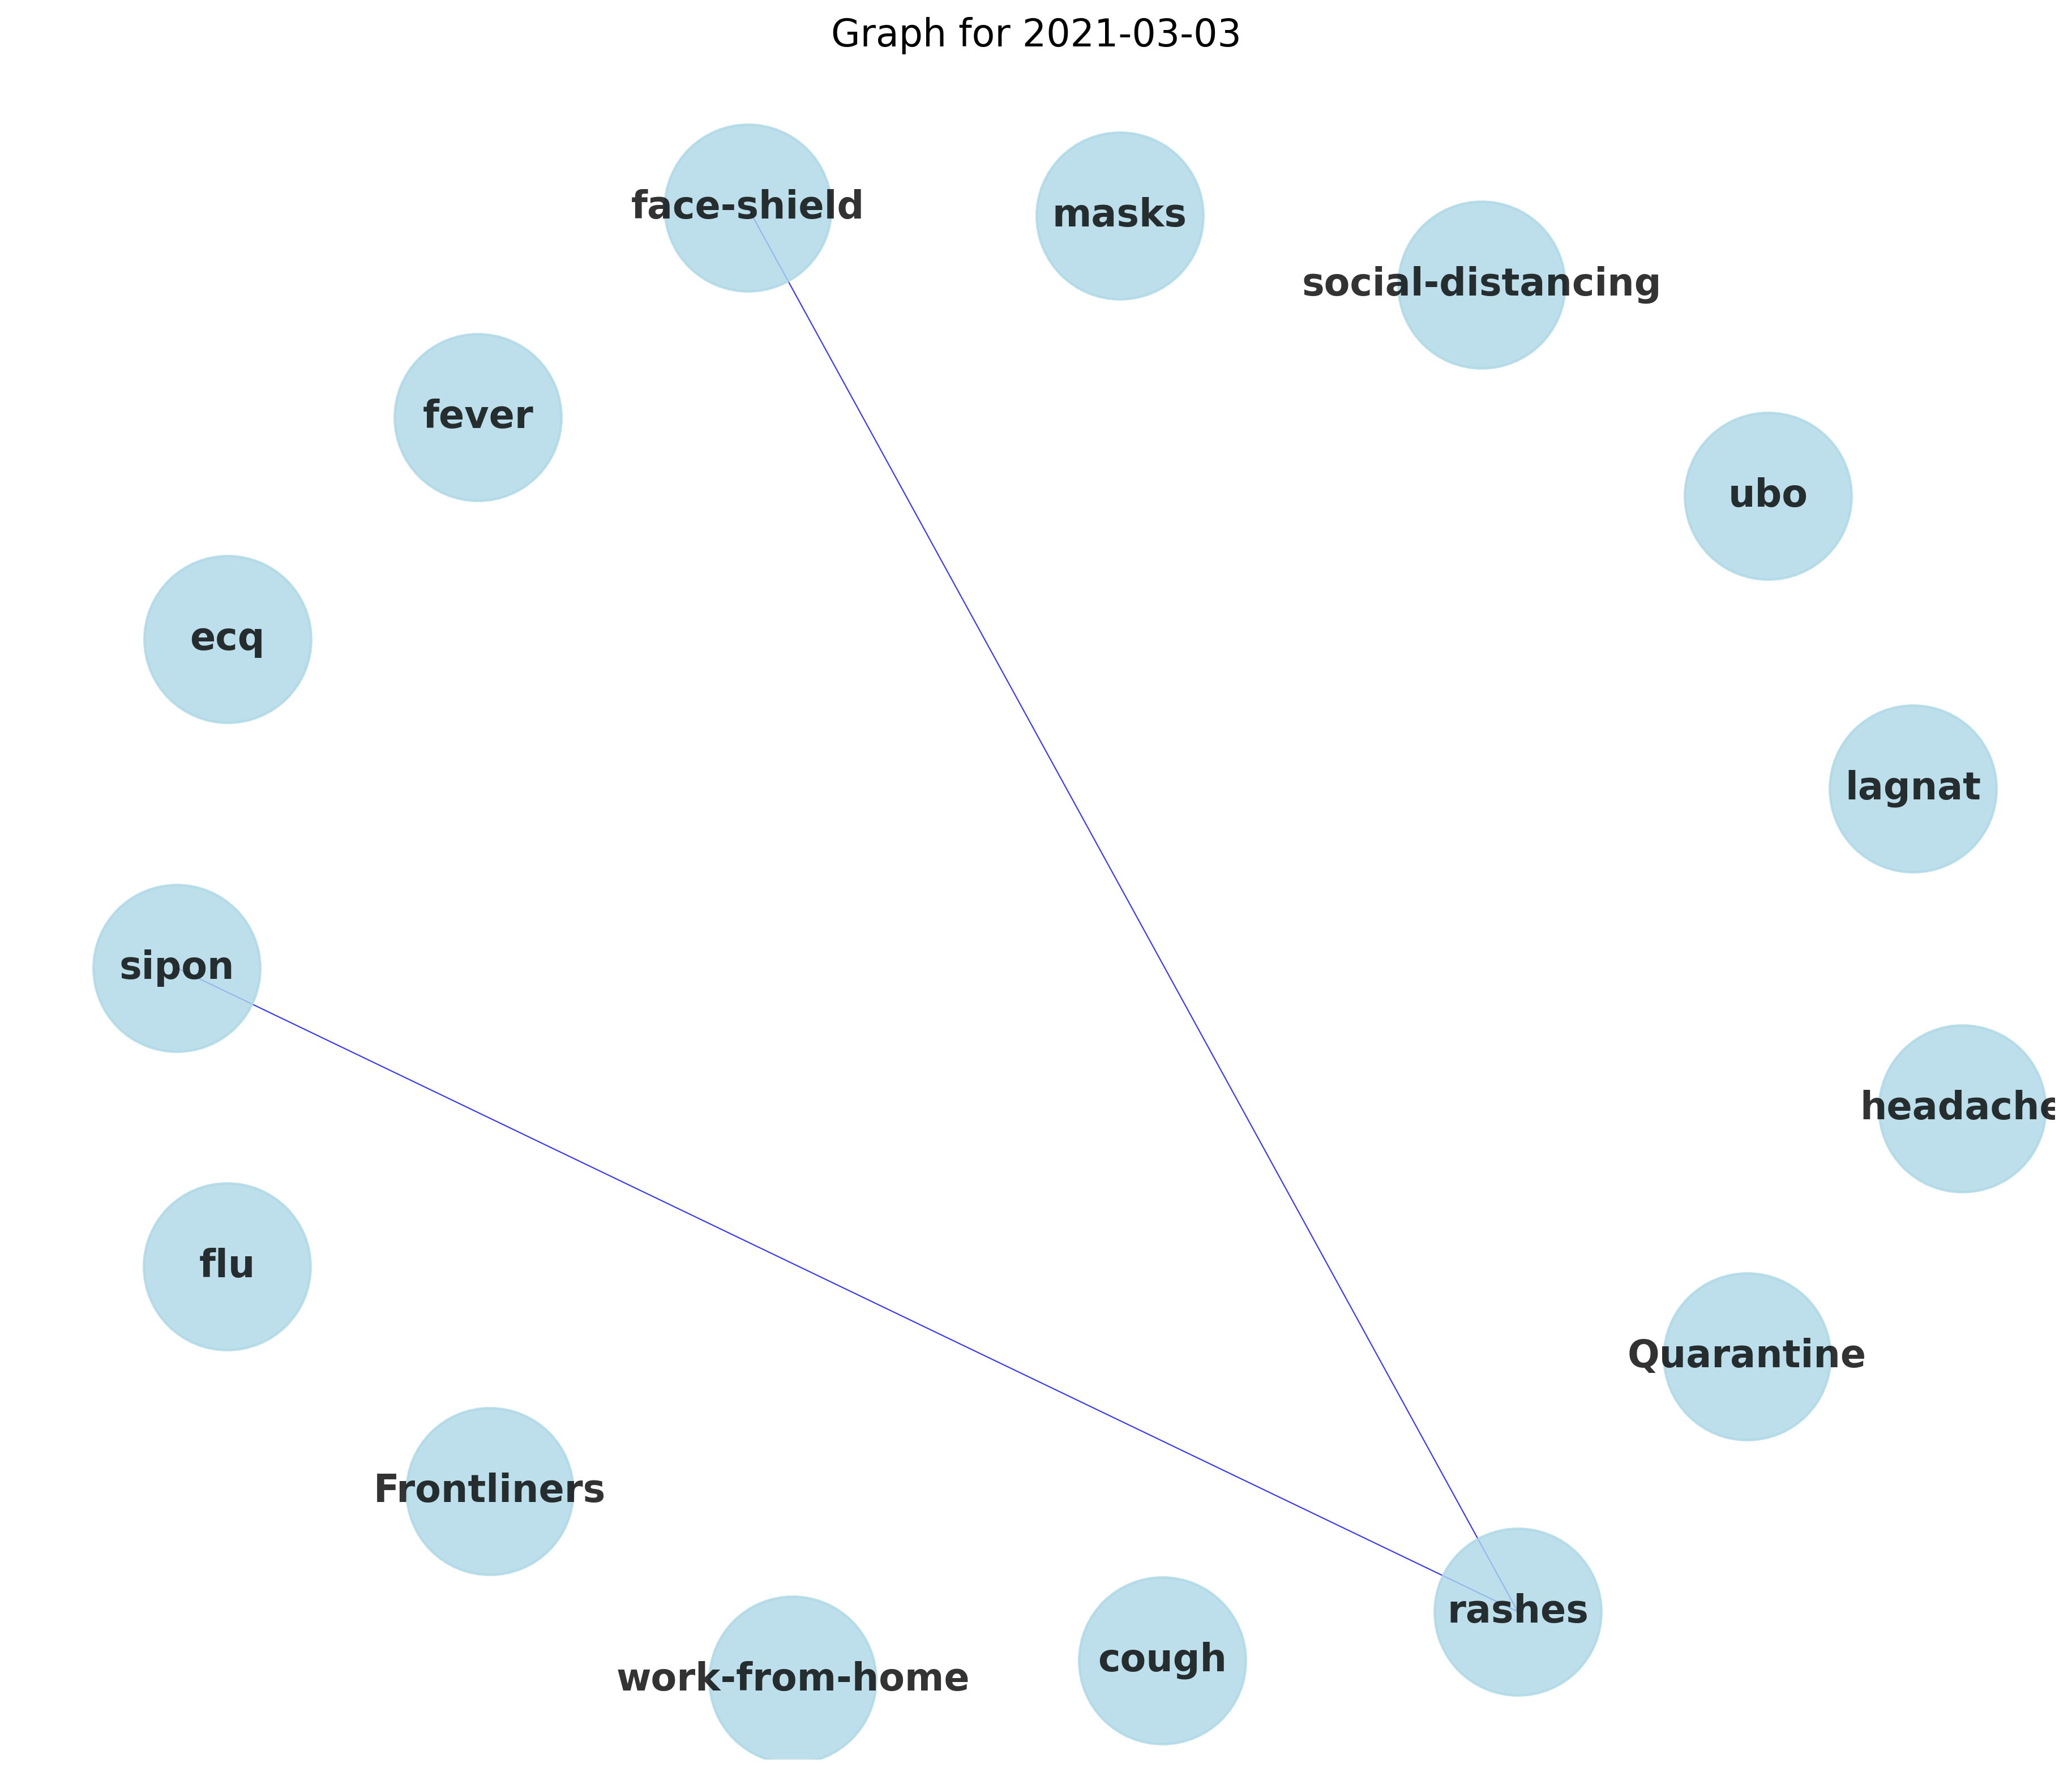 Graph for 2021-03-03
face-shield
masks
social-distancing
fever
ubo
ecq
lagnat
sipon
headache
flu
Quarantine
Frontliners
rashes
cough
work-from-home